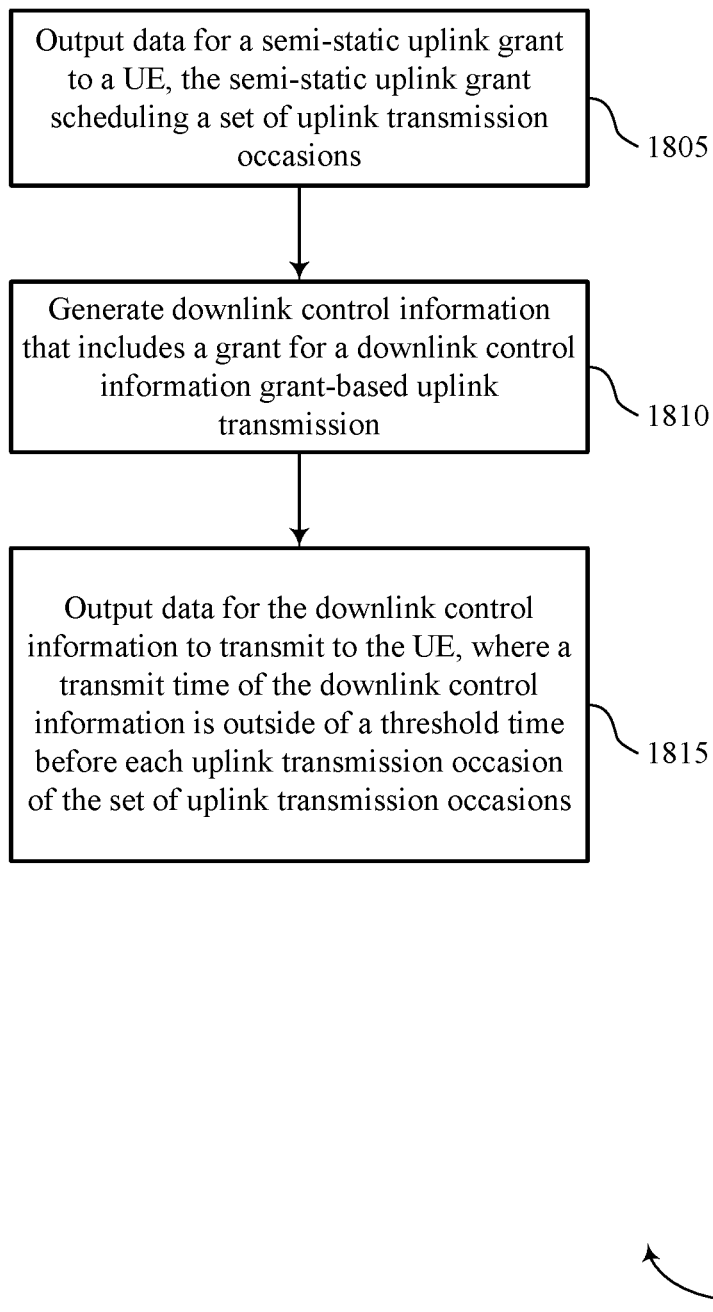 Output data for a semi-static uplink grant
to a UE, the semi-static uplink grant
scheduling a set of uplink transmission
occasions
1805
Generate downlink control information
that includes a grant for a downlink control
information grant-based uplink
transmission
1810
Output data for the downlink control
information to transmit to the UE, where a
transmit time of the downlink control
information is outside of a threshold time
before each uplink transmission occasion
of the set of uplink transmission occasions
1815